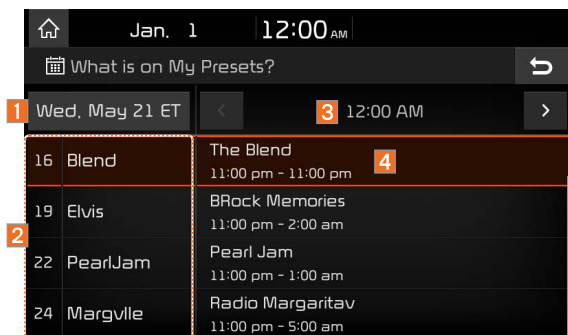 Jan. 1 12:00 AM
What is on My Presets?
1 Wed, May 21 ET < 3 12:00 AM >
2
16 Blend The Blend 4
11:00 pm - 11:00 pm
19 Elvis BRock Memories
11:00 pm - 2:00 am
22 PearlJam Pearl Jam
11:00 pm - 1:00 am
24 Margvlle Radio Margaritav
11:00 pm - 5:00 am